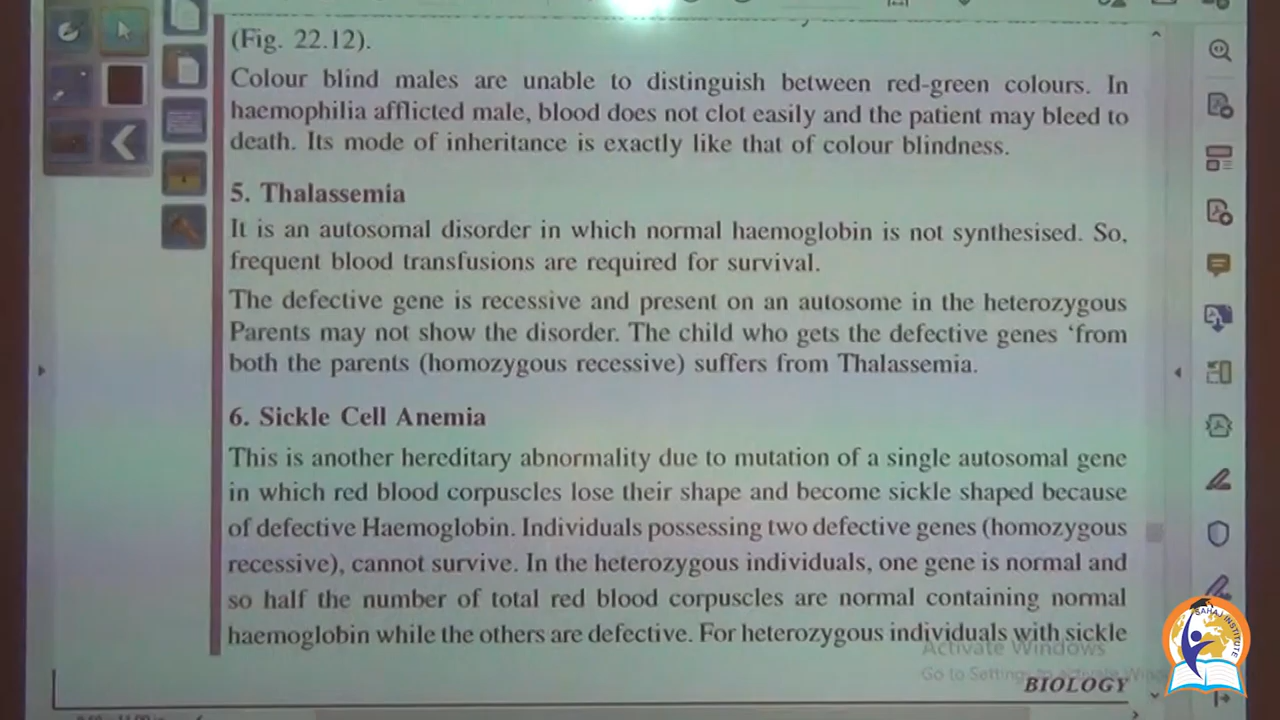 (Fig. 22.12).
Colour blind males are unable to distinguish between red-green colours. In
haemophilia afflicted male, blood does not clot easily and the patient may bleed to
death. Its mode of inheritance is exactly like that of colour blindness.
5. Thalassemia
It is an autosomal disorder in which normal haemoglobin is not synthesised. So,
frequent blood transfusions are required for survival.
The defective gene is recessive and present on an autosome in the heterozygous
Parents may not show the disorder. The child who gets the defective genes ‘from
both the parents (homozygous recessive) suffers from Thalassemia.
6. Sickle Cell Anemia
This is another hereditary abnormality due to mutation of a single autosomal gene
in which red blood corpuscles lose their shape and become sickle shaped because
of defective Haemoglobin. Individuals possessing two defective genes (homozygous
recessive), cannot survive. In the heterozygous individuals, one gene is normal and
so half the number of total red blood corpuscles are normal containing normal
haemoglobin while the others are defective. For heterozygous individuals with sickle
Activate Windows
Go to Settings to activate Win
BIOLOGY
SAHAJ INSTITUTE